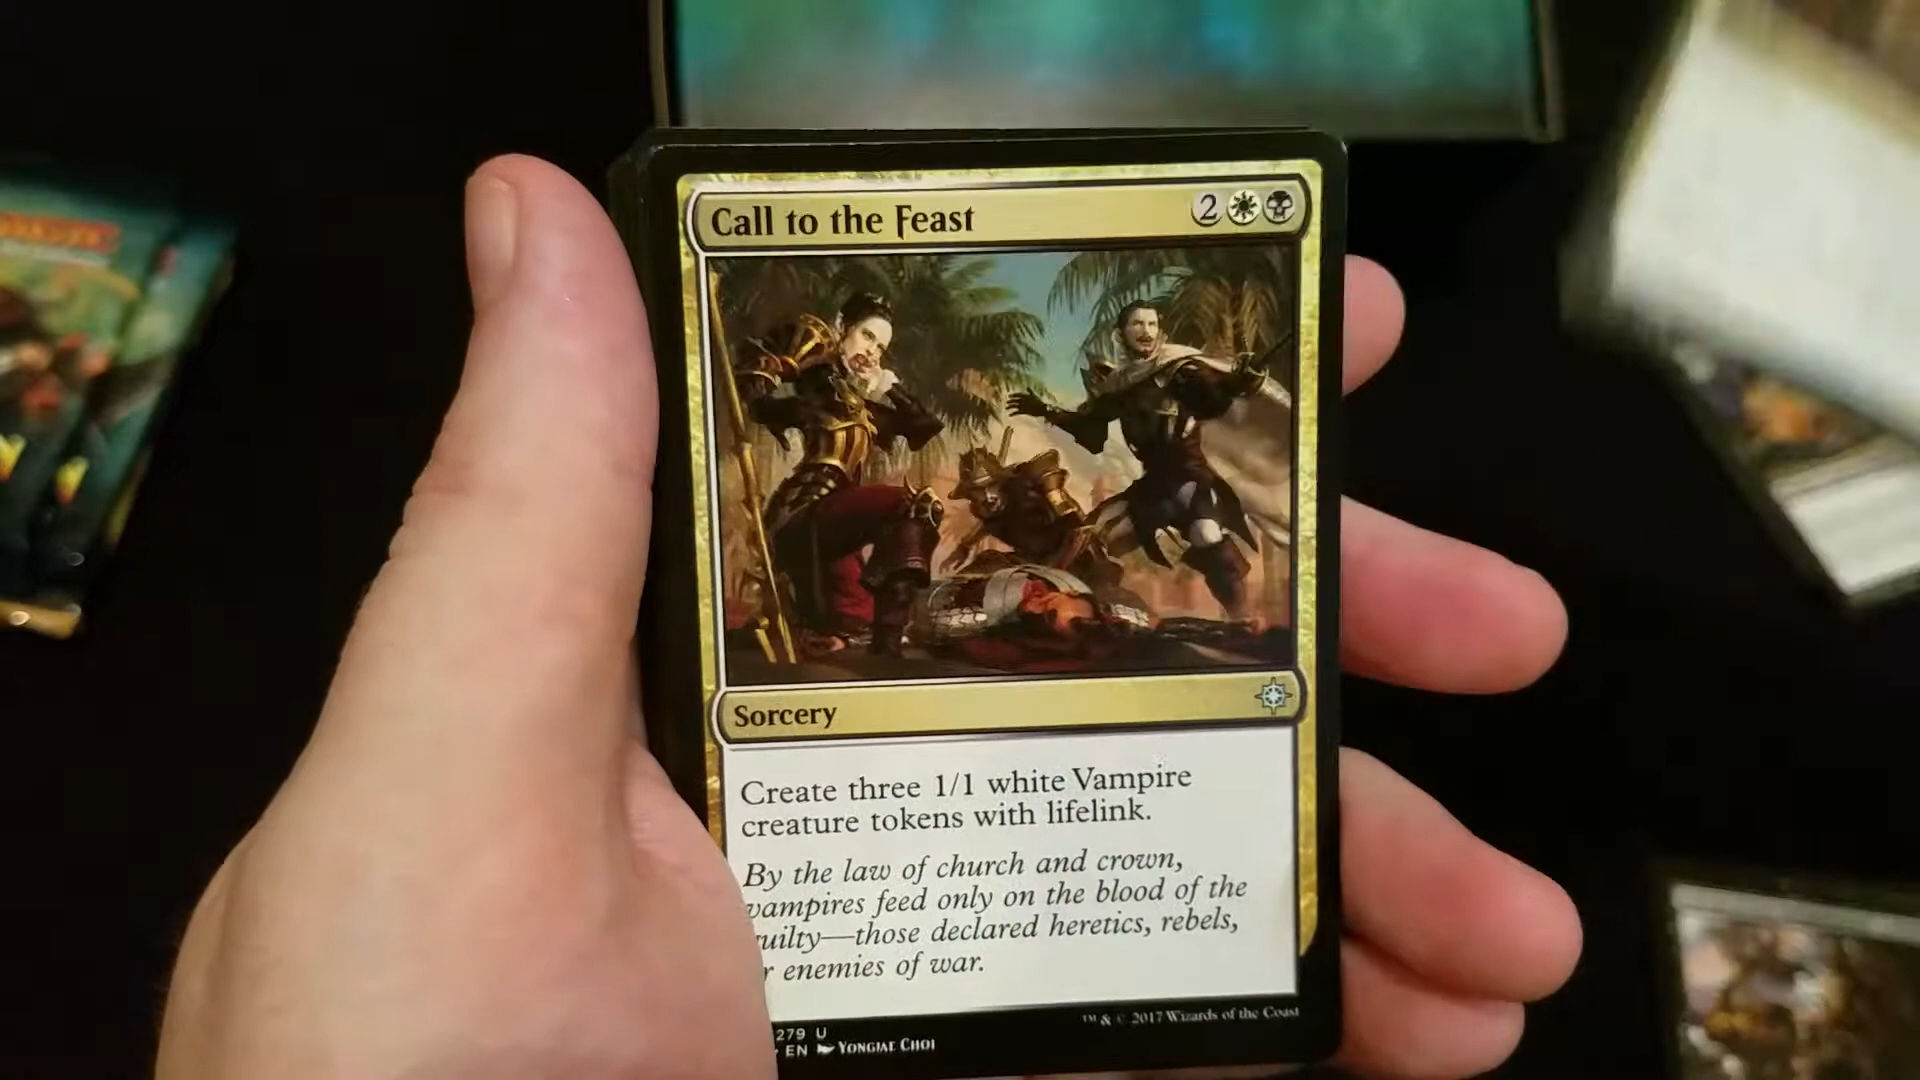 Call to the Feast
2
Sorcery
Create three 1/1 white Vampire
creature tokens with lifelink.
By the law of church and crown,
vampires feed only on the blood of the
uilty—those declared heretics, rebels,
r enemies of war.
279 U
™ & © 2017 Wizards of the Coast
EN Yongjae Choi